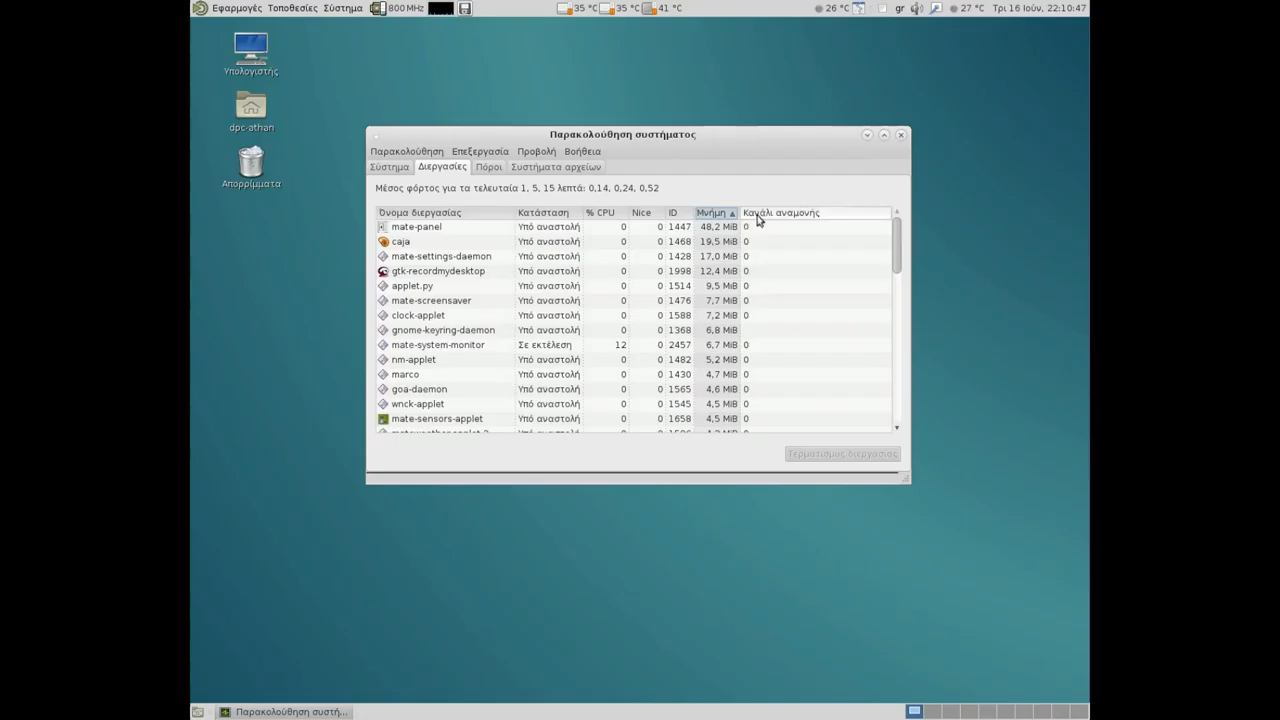 Εφαρμογές Τοποθεσίες Σύστημα 800 MHz 35 °C 35 °C 41 °C 26 °C gr 27 °C Τρι 16 Ιούν, 22:10:47
Υπολογιστής
dpc-athan
Απορρίμματα
Παρακολούθηση συστήματος
Παρακολούθηση Επεξεργασία Προβολή Βοήθεια
Σύστημα Διεργασίες Πόροι Συστήματα αρχείων
Μέσος φόρτος για τα τελευταία 1, 5, 15 λεπτά: 0,14, 0,24, 0,52
Όνομα διεργασίας Κατάσταση % CPU Nice ID Μνήμη Κανάλι αναμονής
mate-panel Υπό αναστολή 0 0 1447 48,2 MiB 0
caja Υπό αναστολή 0 0 1468 19,5 MiB 0
mate-settings-daemon Υπό αναστολή 0 0 1428 17,0 MiB 0
gtk-recordmydesktop Υπό αναστολή 0 0 1998 12,4 MiB 0
applet.py Υπό αναστολή 0 0 1514 9,5 MiB 0
mate-screensaver Υπό αναστολή 0 0 1476 7,7 MiB 0
clock-applet Υπό αναστολή 0 0 1588 7,2 MiB 0
gnome-keyring-daemon Υπό αναστολή 0 0 1368 6,8 MiB
mate-system-monitor Σε εκτέλεση 12 0 2457 6,7 MiB 0
nm-applet Υπό αναστολή 0 0 1482 5,2 MiB 0
marco Υπό αναστολή 0 0 1430 4,7 MiB 0
goa-daemon Υπό αναστολή 0 0 1565 4,6 MiB 0
wnck-applet Υπό αναστολή 0 0 1545 4,5 MiB 0
mate-sensors-applet Υπό αναστολή 0 0 1658 4,5 MiB 0
Τερματισμός διεργασίας
Παρακολούθηση συστή...